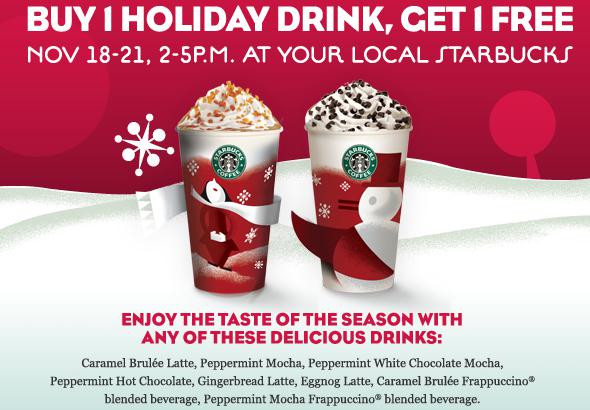 BUY 1 HOLIDAY DRINK, GET 1 FREE
NOV 18-21, 2-5P.M. AT YOUR LOCAL STARBUCKS
STARBUCKS
COFFEE
STARBUCKS
COFFEE
ENJOY THE TASTE OF THE SEASON WITH
ANY OF THESE DELICIOUS DRINKS:
Caramel Brulée Latte, Peppermint Mocha, Peppermint White Chocolate Mocha,
Peppermint Hot Chocolate, Gingerbread Latte, Eggnog Latte, Caramel Brulée Frappuccino®
blended beverage, Peppermint Mocha Frappuccino® blended beverage.